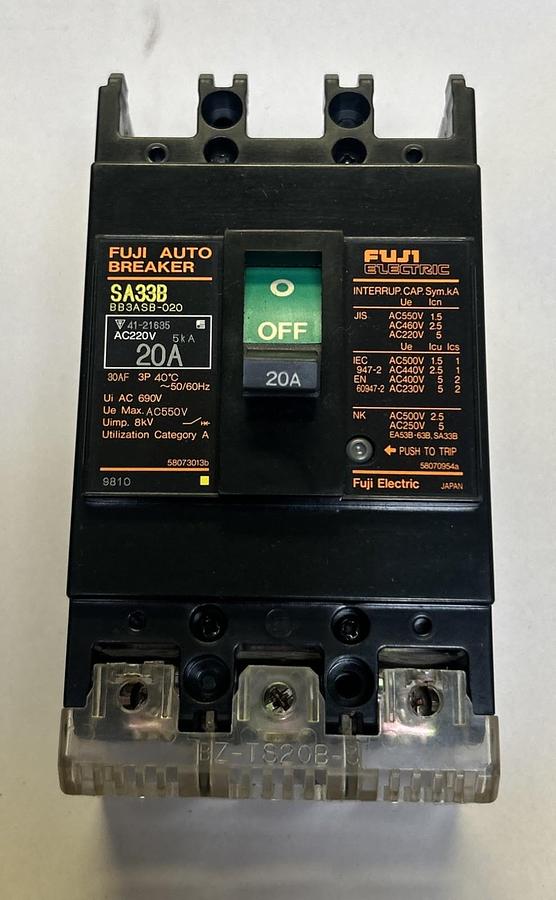 FUJI AUTO
BREAKER
SA33B
BB3ASB-020
41-21635
AC220V 5kA
20A
30AF 3P 40°C
~50/60Hz
Ui AC 690V
Ue Max. AC550V
Uimp. 8kV
Utilization Category A
58073013b
9810
O
OFF
20A
FUJI
ELECTRIC
INTERRUP.CAP.Sym.kA
Ue Icn
JIS AC550V 1.5
AC460V 2.5
AC220V 5
Ue Icu Ics
IEC AC500V 1.5 1
947-2 AC440V 2.5 1
EN AC400V 5 2
60947-2 AC230V 5 2
NK AC500V 2.5
AC250V 5
EA53B-63B, SA33B
PUSH TO TRIP
58070954a
Fuji Electric JAPAN
BZ-TS20B-3